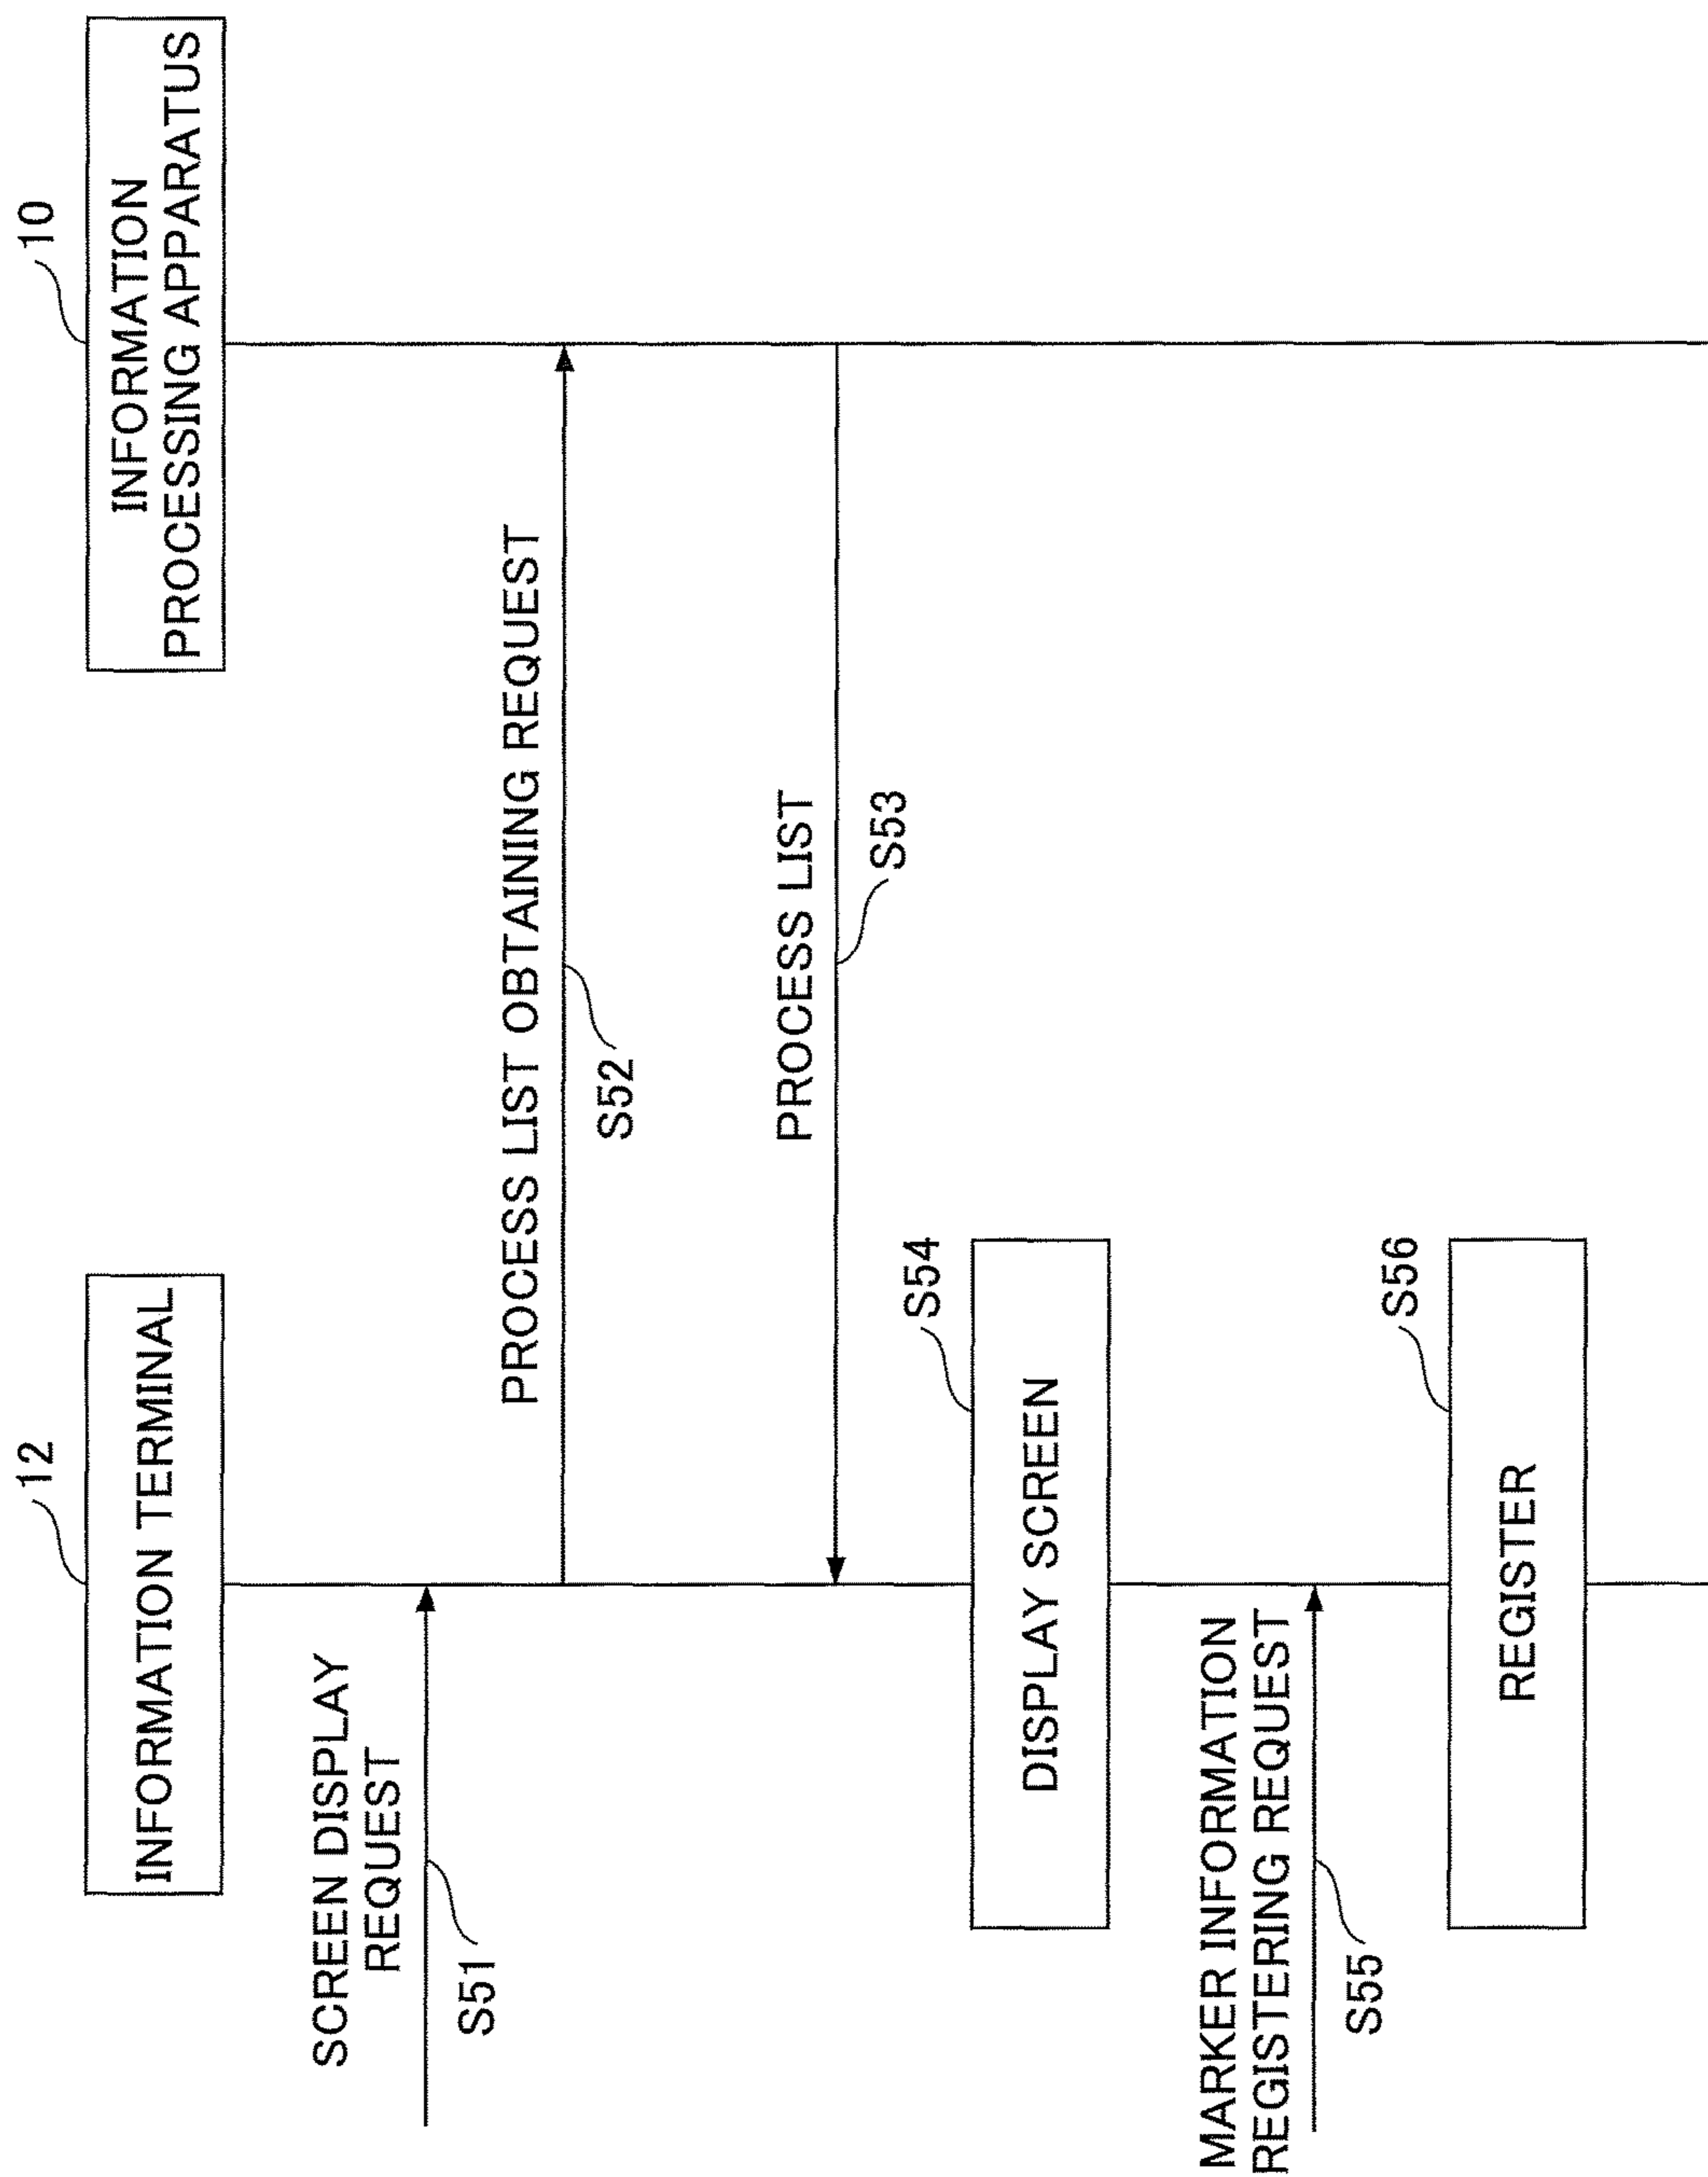 12
INFORMATION TERMINAL
10
INFORMATION
PROCESSING APPARATUS
SCREEN DISPLAY
REQUEST
S51
PROCESS LIST OBTAINING REQUEST
S52
PROCESS LIST
S53
S54
DISPLAY SCREEN
MARKER INFORMATION
REGISTERING REQUEST
S55
S56
REGISTER